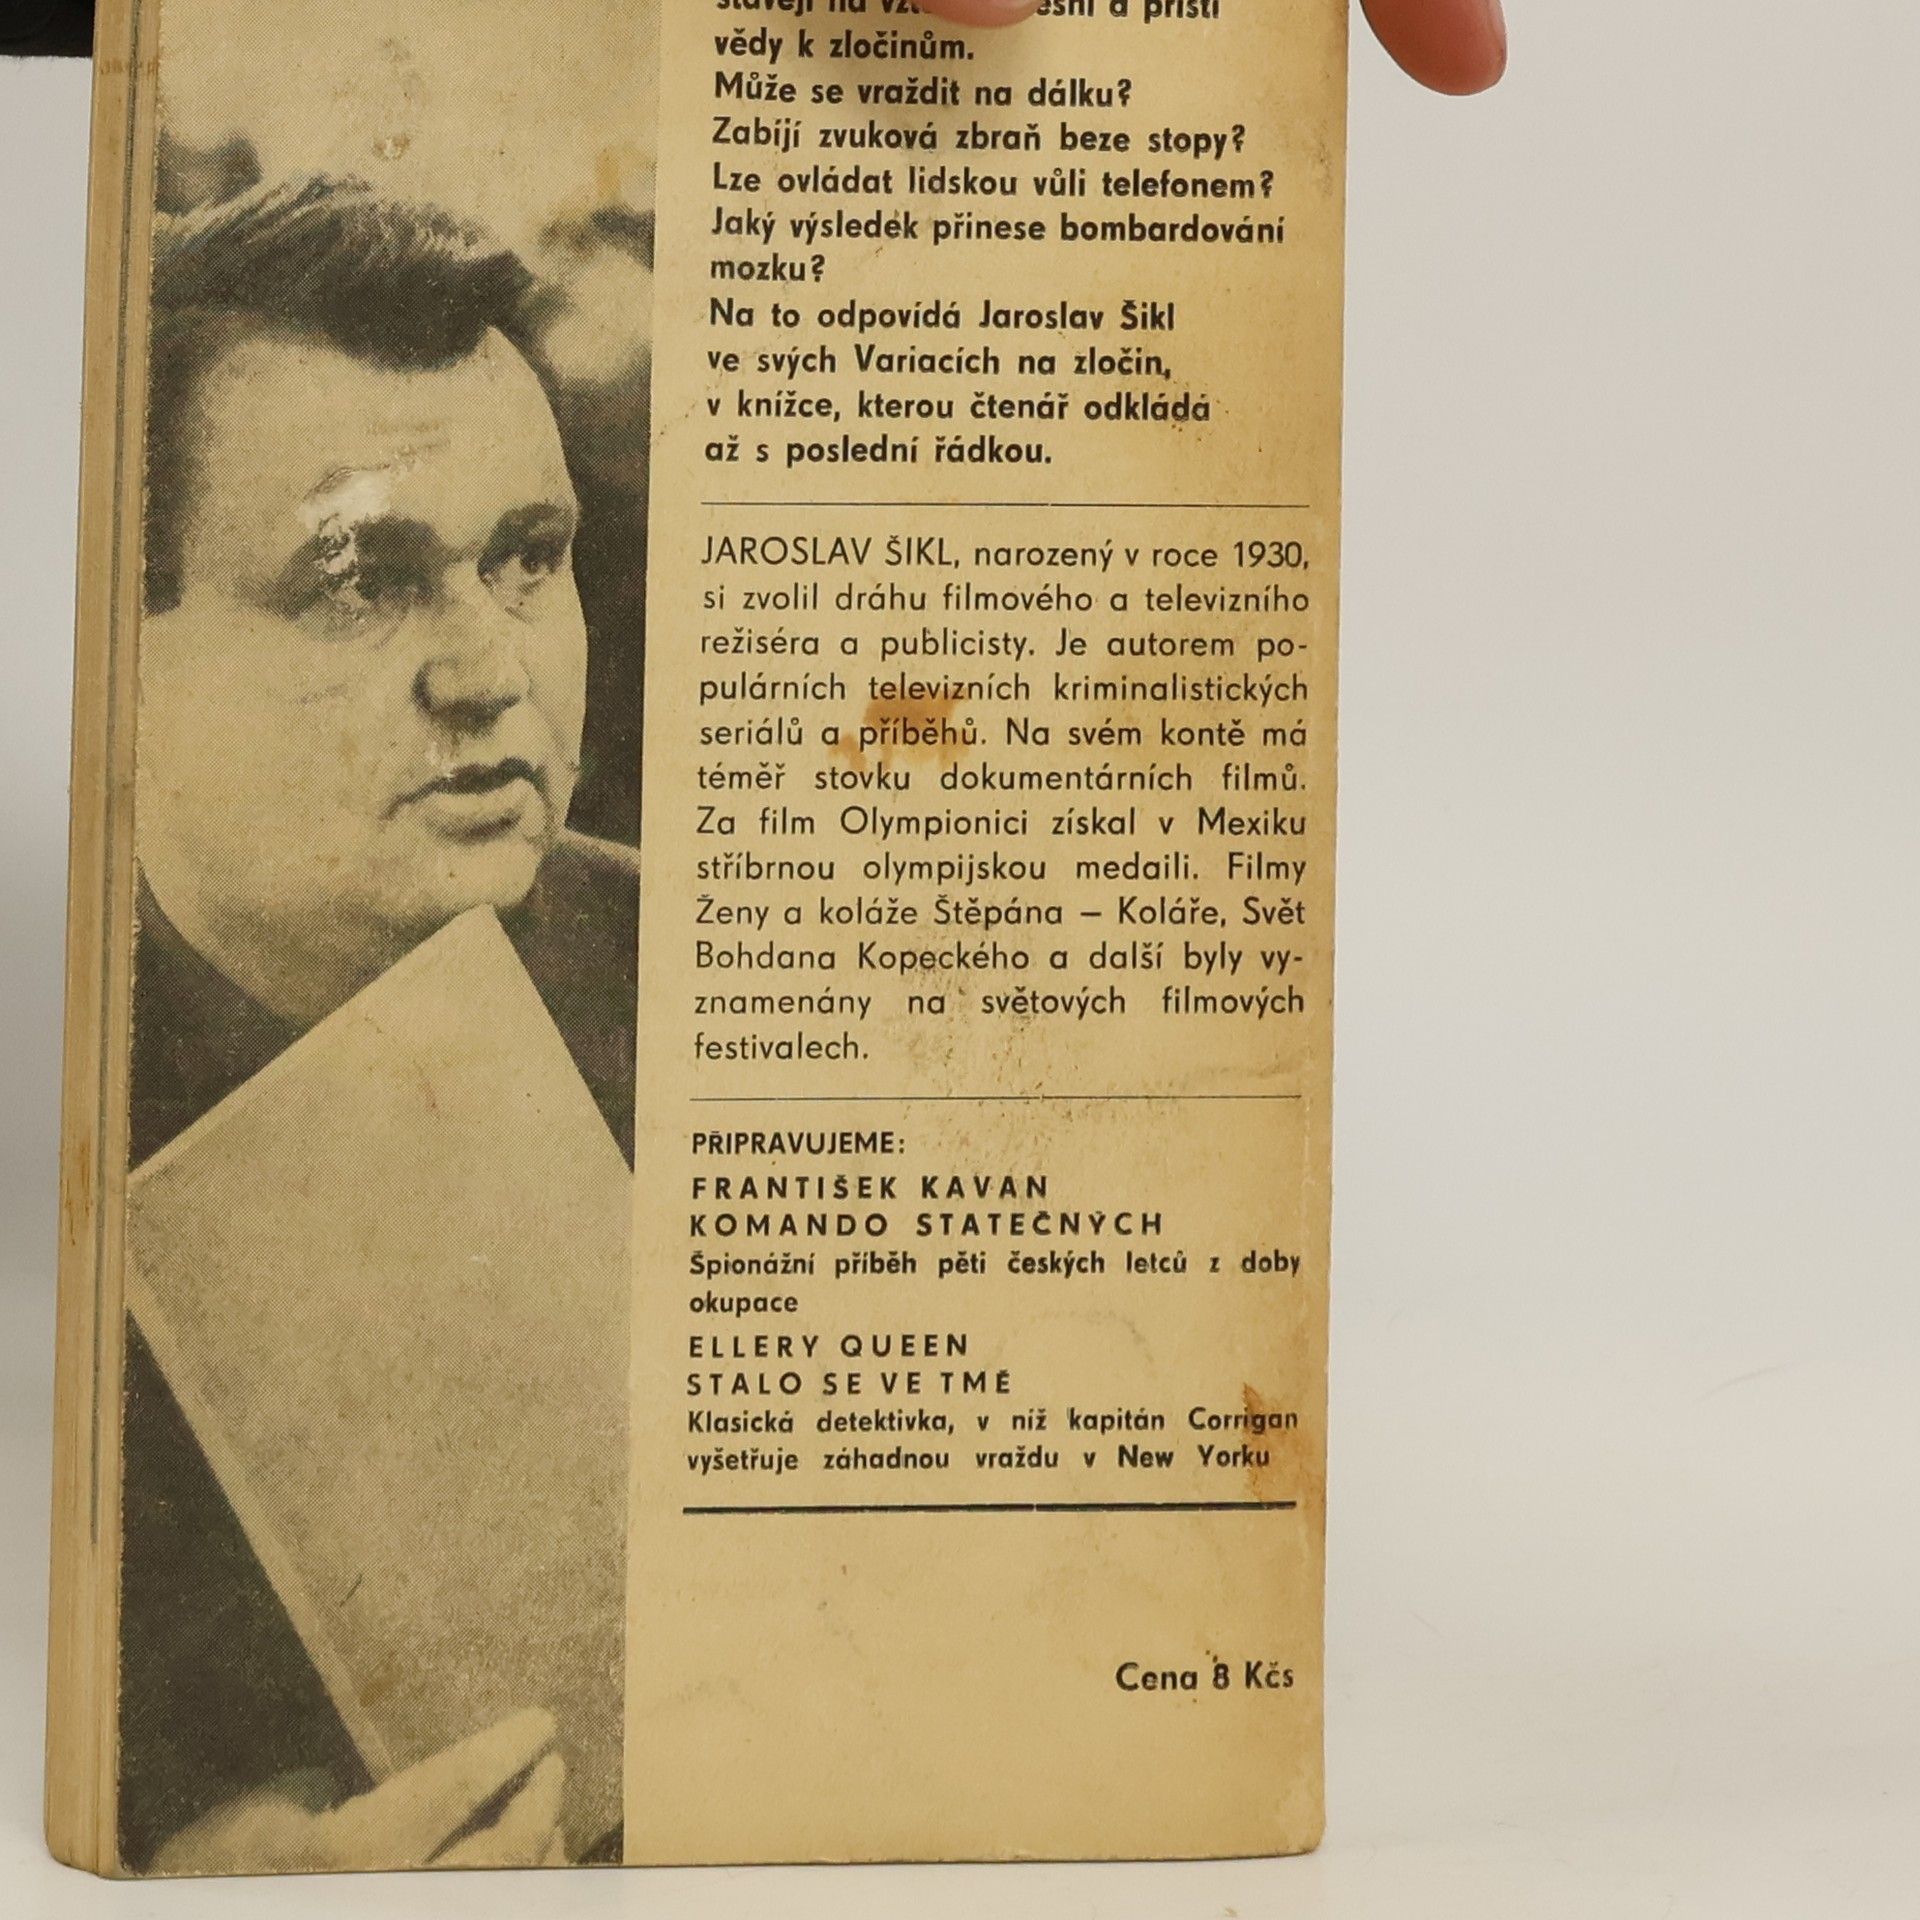 a příští
vědy k zločinům.
Může se vraždit na dálku?
Zabíjí zvuková zbraň beze stopy?
Lze ovládat lidskou vůli telefonem?
Jaký výsledek přinese bombardování
mozku?
Na to odpovídá Jaroslav Šikl
ve svých Variacích na zločin,
v knížce, kterou čtenář odkládá
až s poslední řádkou.
JAROSLAV ŠIKL, narozený v roce 1930,
si zvolil dráhu filmového a televizního
režiséra a publicisty. Je autorem po-
pulárních televizních kriminalistických
seriálů a příběhů. Na svém kontě má
téměř stovku dokumentárních filmů.
Za film Olympionici získal v Mexiku
stříbrnou olympijskou medaili. Filmy
Ženy a koláže Štěpána – Koláře, Svět
Bohdana Kopeckého a další byly vy-
znamenány na světových filmových
festivalech.
PŘIPRAVUJEME:
FRANTIŠEK KAVAN
KOMANDO STATEČNÝCH
Špionážní příběh pěti českých letců z doby
okupace
ELLERY QUEEN
STALO SE VE TMĚ
Klasická detektivka, v níž kapitán Corrigan
vyšetřuje záhadnou vraždu v New Yorku
Cena 8 Kčs